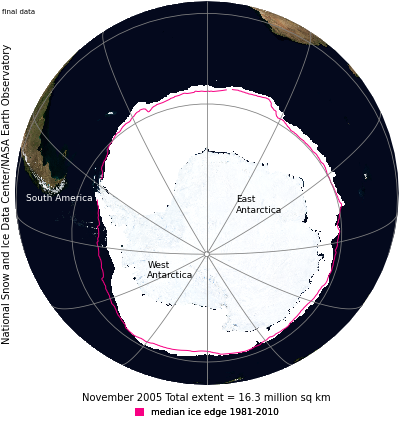 final data
National Snow and Ice Data Center/NASA Earth Observatory
South America
East
Antarctica
West
Antarctica
November 2005 Total extent = 16.3 million sq km
median ice edge 1981-2010